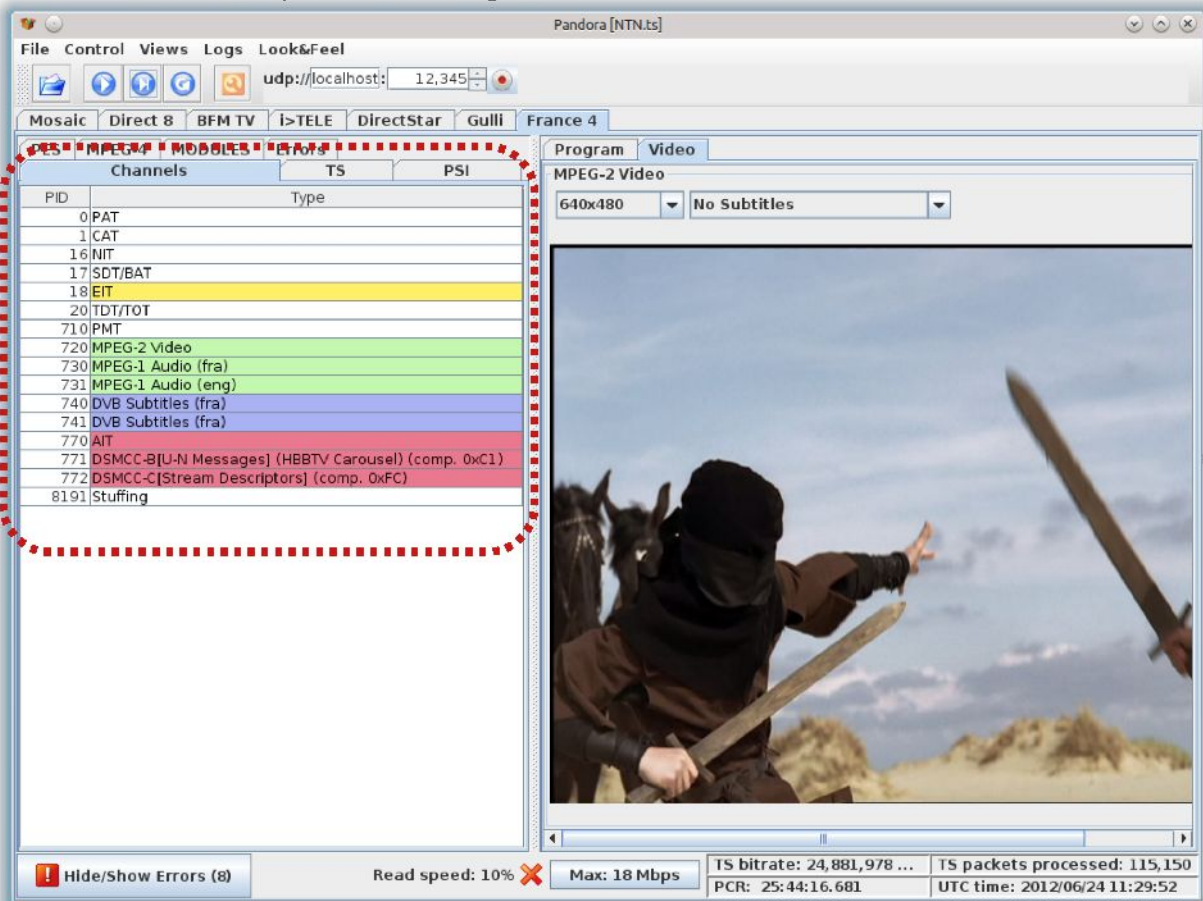 Pandora [NTN.ts]
File Control Views Logs Look&Feel
udp://localhost: 12,345
Mosaic Direct 8 BFM TV i>TELE DirectStar Gulli France 4
PES MPEG-4 MODULES Errors
Channels TS PSI
PID Type
0 PAT
1 CAT
16 NIT
17 SDT/BAT
18 EIT
20 TDT/TOT
710 PMT
720 MPEG-2 Video
730 MPEG-1 Audio (fra)
731 MPEG-1 Audio (eng)
740 DVB Subtitles (fra)
741 DVB Subtitles (fra)
770 AIT
771 DSMCC-B[U-N Messages] (HBBTV Carousel) (comp. 0xC1)
772 DSMCC-C[Stream Descriptors] (comp. 0xFC)
8191 Stuffing
Program Video
MPEG-2 Video
640x480 No Subtitles
Hide/Show Errors (8)
Read speed: 10%
Max: 18 Mbps
TS bitrate: 24,881,978 ...
TS packets processed: 115,150
PCR: 25:44:16.681
UTC time: 2012/06/24 11:29:52